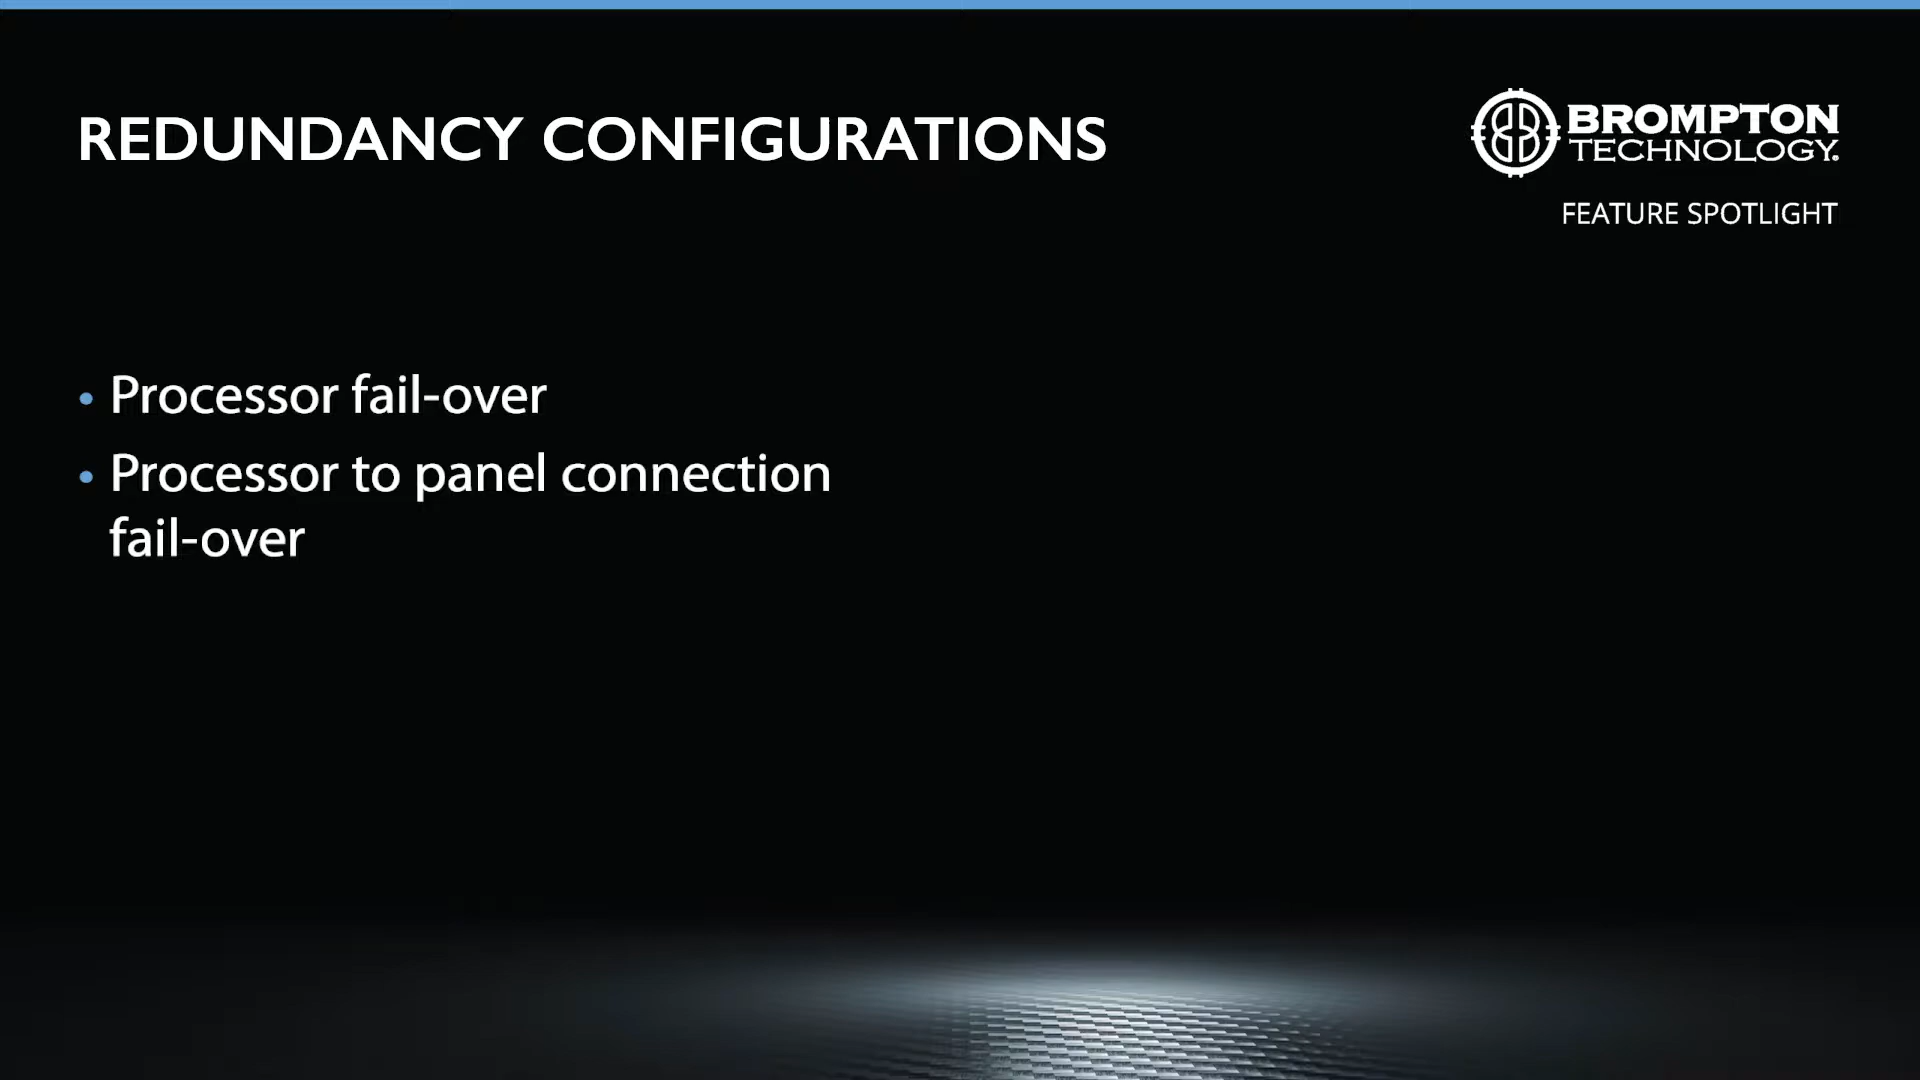 REDUNDANCY CONFIGURATIONS
BROMPTON
TECHNOLOGY.
FEATURE SPOTLIGHT
• Processor fail-over
• Processor to panel connection
fail-over